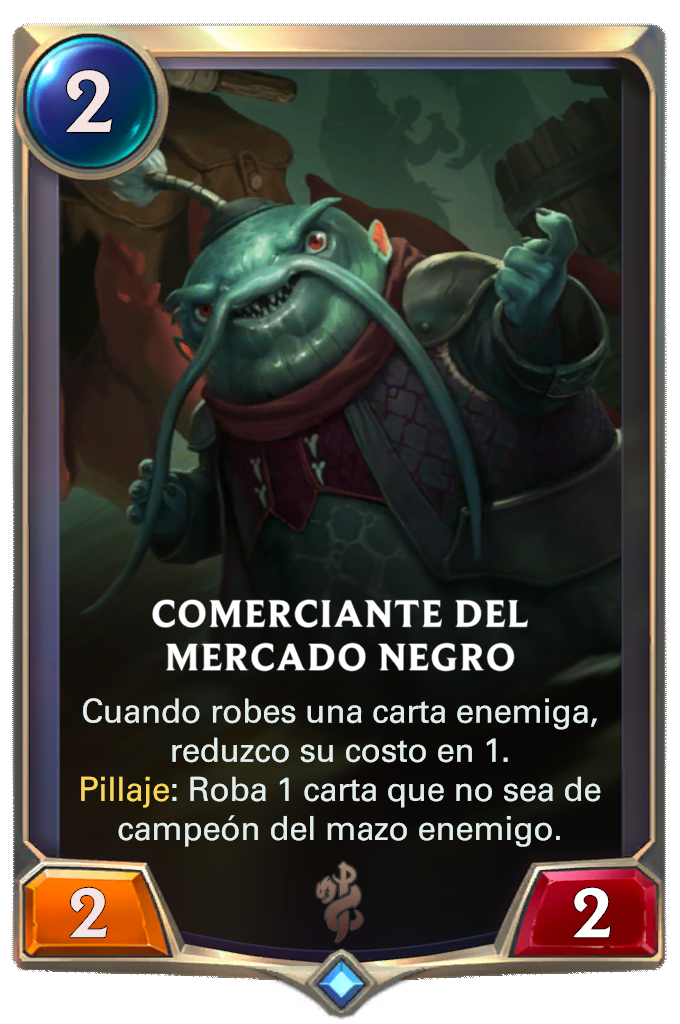 2
COMERCIANTE DEL
MERCADO NEGRO
Cuando robes una carta enemiga,
reduzco su costo en 1.
Pillaje: Roba 1 carta que no sea de
campeón del mazo enemigo.
2
2